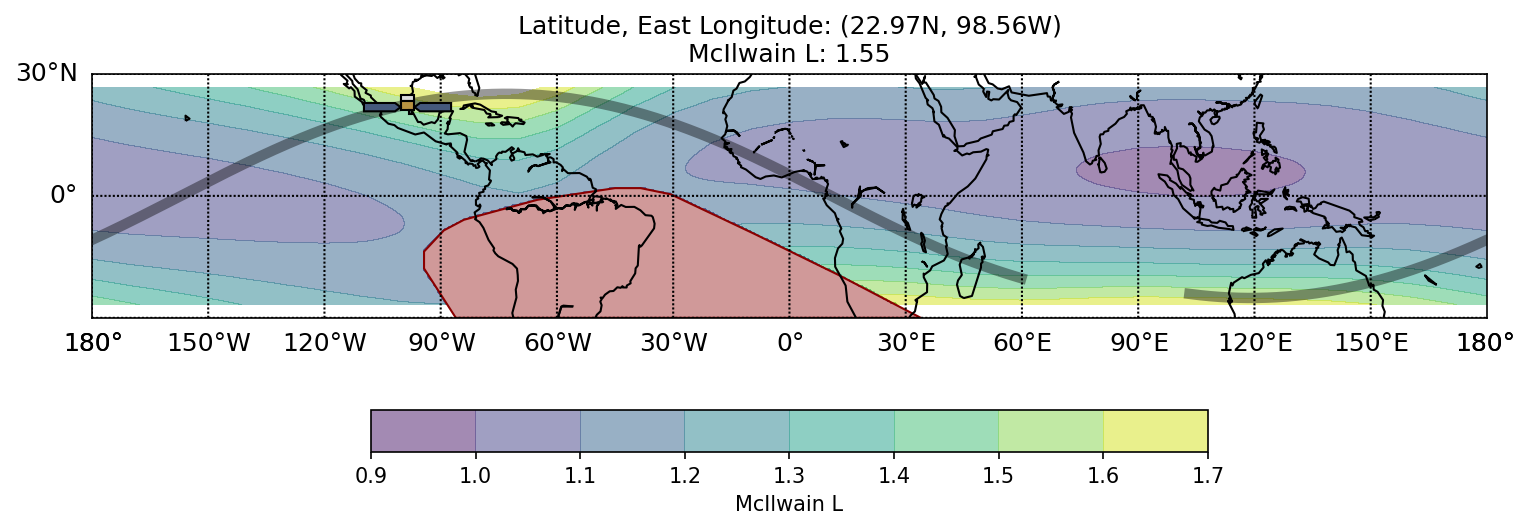 Latitude, East Longitude: (22.97N, 98.56W)
McIlwain L: 1.55
30°N
0°
180° 150°W 120°W 90°W 60°W 30°W 0° 30°E 60°E 90°E 120°E 150°E 180°
0.9 1.0 1.1 1.2 1.3 1.4 1.5 1.6 1.7
McIlwain L